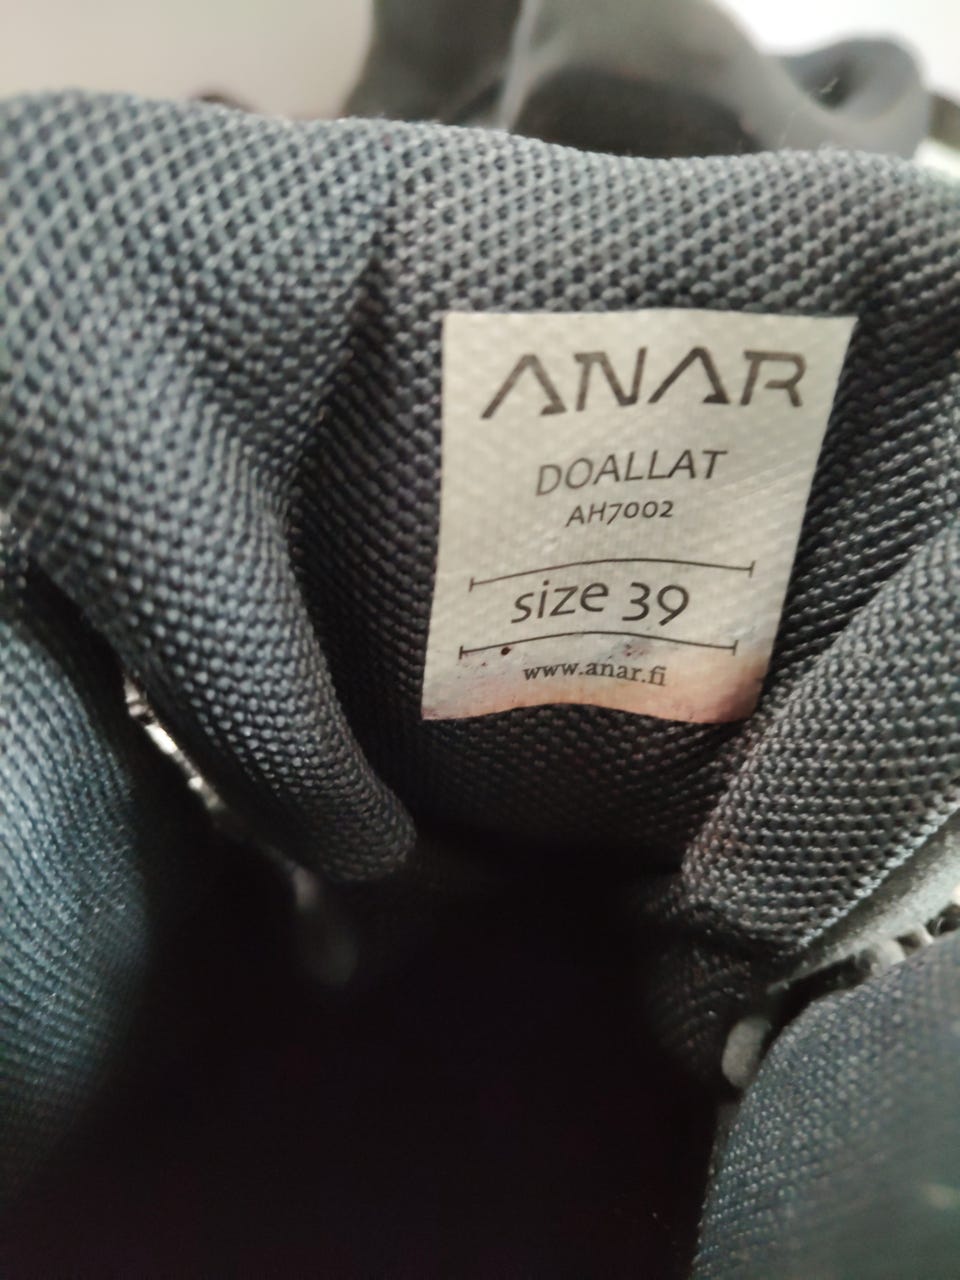 ANAR
DOALLAT
AH7002
size 39
www.anar.fi